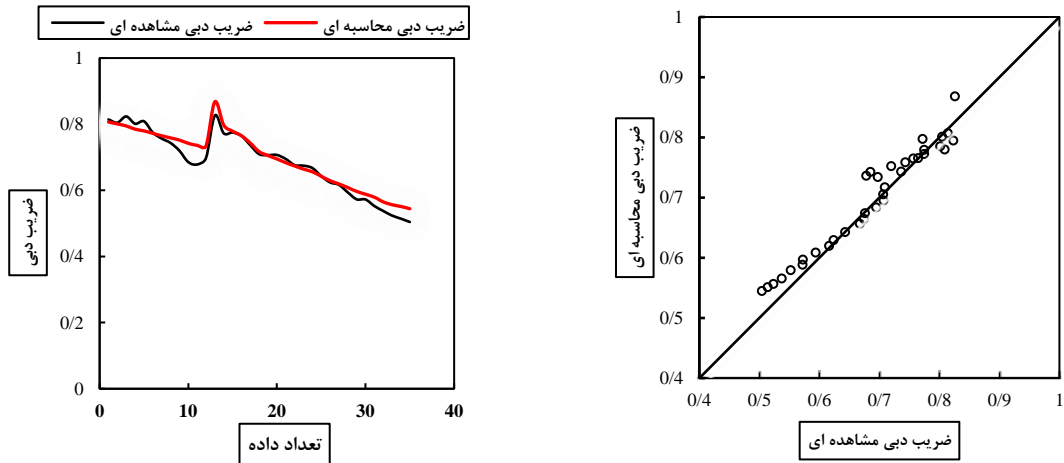 ضریب دبی محاسبه ای
ضریب دبی مشاهده ای
1
0/8
0/6
0/4
0/2
0
ضریب دبی
0 10 20 30 40
تعداد داده
1
0/9
0/8
0/7
0/6
0/5
0/4
ضریب دبی محاسبه ای
0/4 0/5 0/6 0/7 0/8 0/9 1
ضریب دبی مشاهده ای